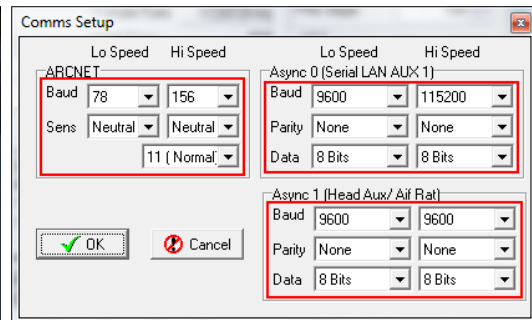 Comms Setup
Lo Speed Hi Speed
ARCNET
Baud 78 156
Sens Neutral Neutral
11 ( Normal)
Lo Speed Hi Speed
Async 0 (Serial LAN AUX 1)
Baud 9600 115200
Parity None None
Data 8 Bits 8 Bits
Async 1 (Head Aux/ Aif Rat)
Baud 9600 9600
Parity None None
Data 8 Bits 8 Bits
OK Cancel